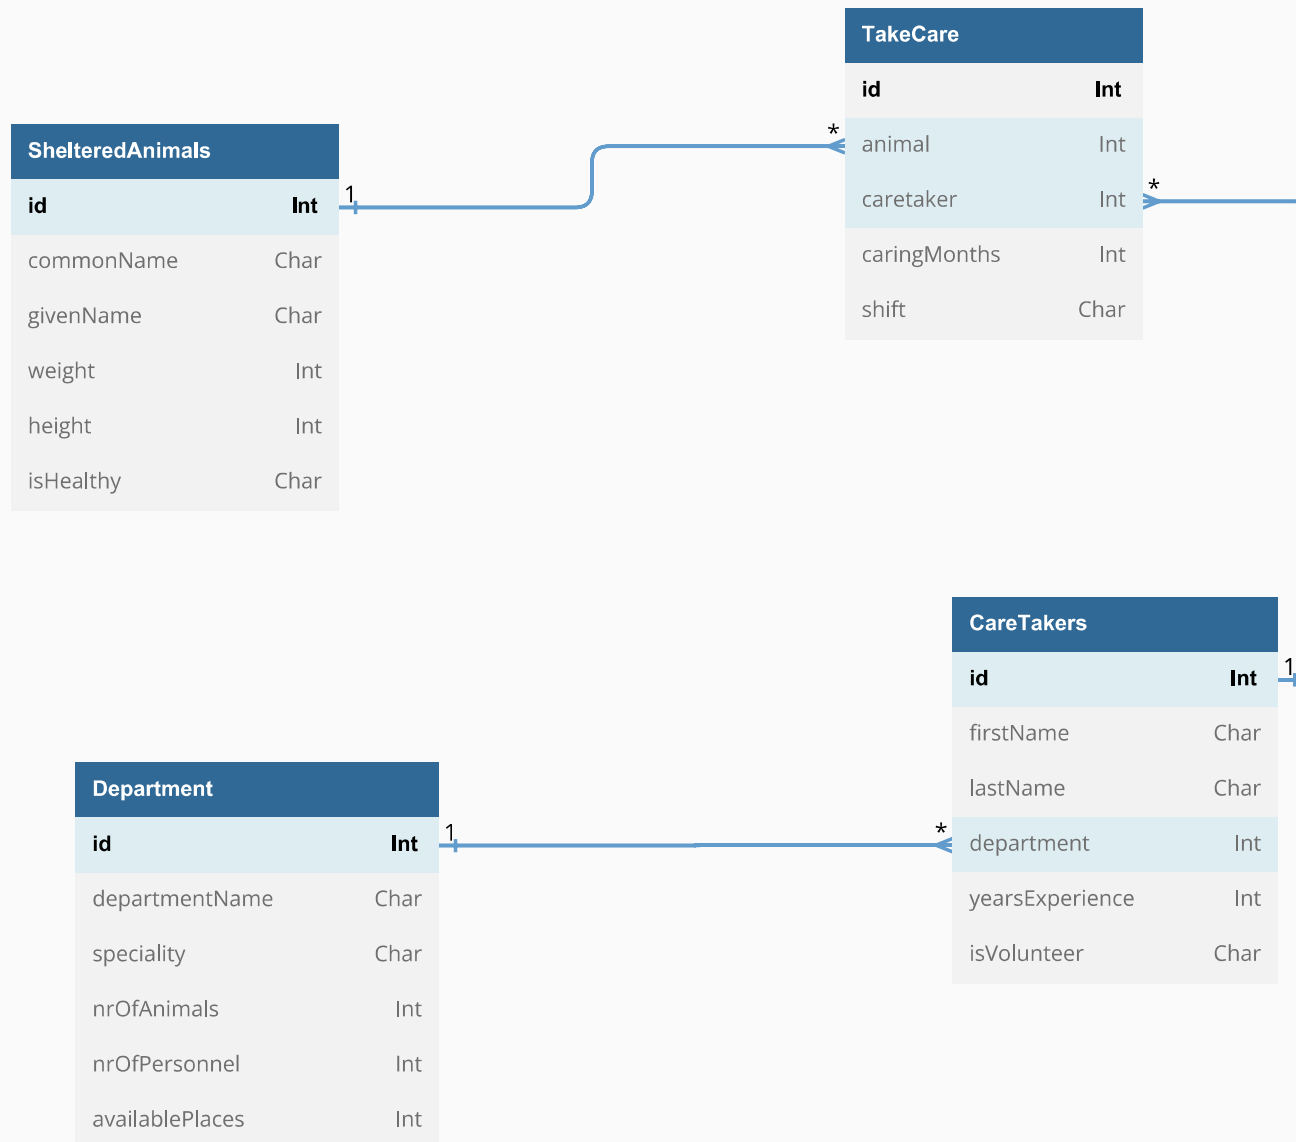 TakeCare
id Int
animal Int
caretaker Int
caringMonths Int
shift Char
*
*
ShelteredAnimals
id Int
commonName Char
givenName Char
weight Int
height Int
isHealthy Char
1
CareTakers
id Int
firstName Char
lastName Char
department Int
yearsExperience Int
isVolunteer Char
1
*
Department
id Int
departmentName Char
speciality Char
nrOfAnimals Int
nrOfPersonnel Int
availablePlaces Int
1